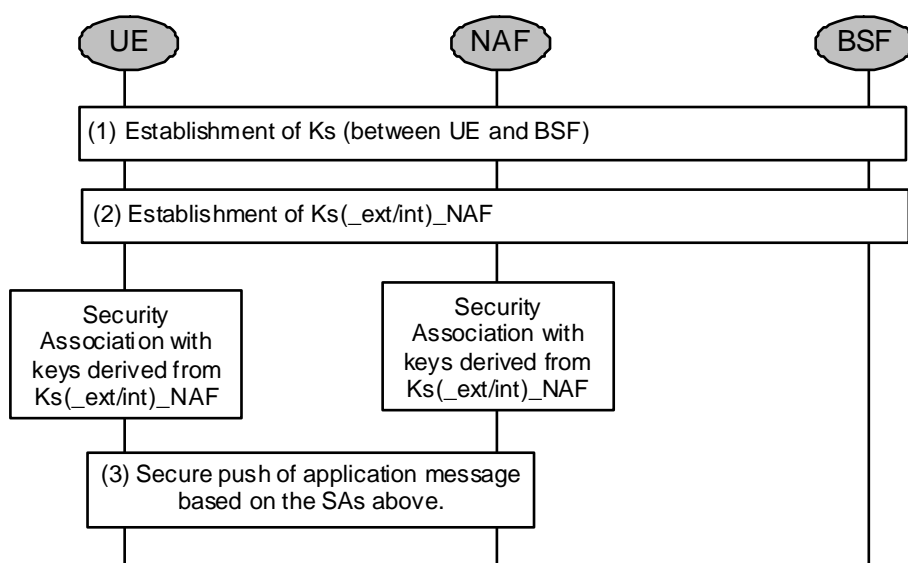 UE
NAF
BSF
(1) Establishment of Ks (between UE and BSF)
(2) Establishment of Ks(_ext/int)_NAF
Security
Association with
keys derived from
Ks(_ext/int)_NAF
Security
Association with
keys derived from
Ks(_ext/int)_NAF
(3) Secure push of application message
based on the SAs above.